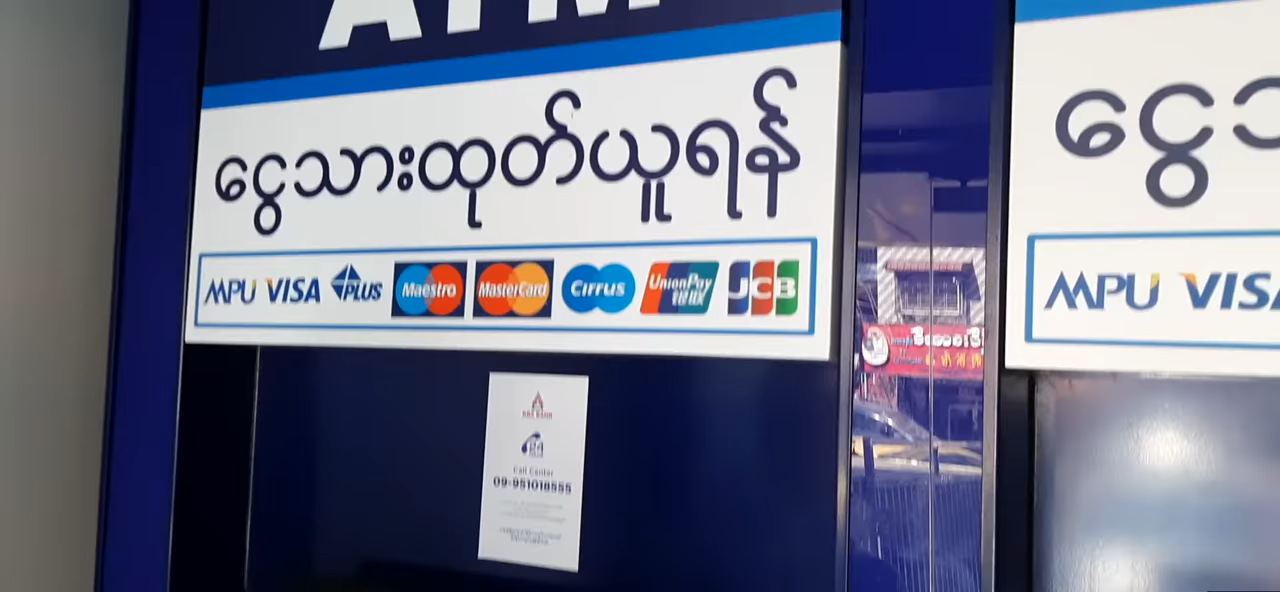 ATM
ငွေသားထုတ်ယူရန်
MPU VISA PLUS Maestro MasterCard Cirrus UnionPay 银联 JCB
Call Center
09-951018555
ငွေ
MPU VISA